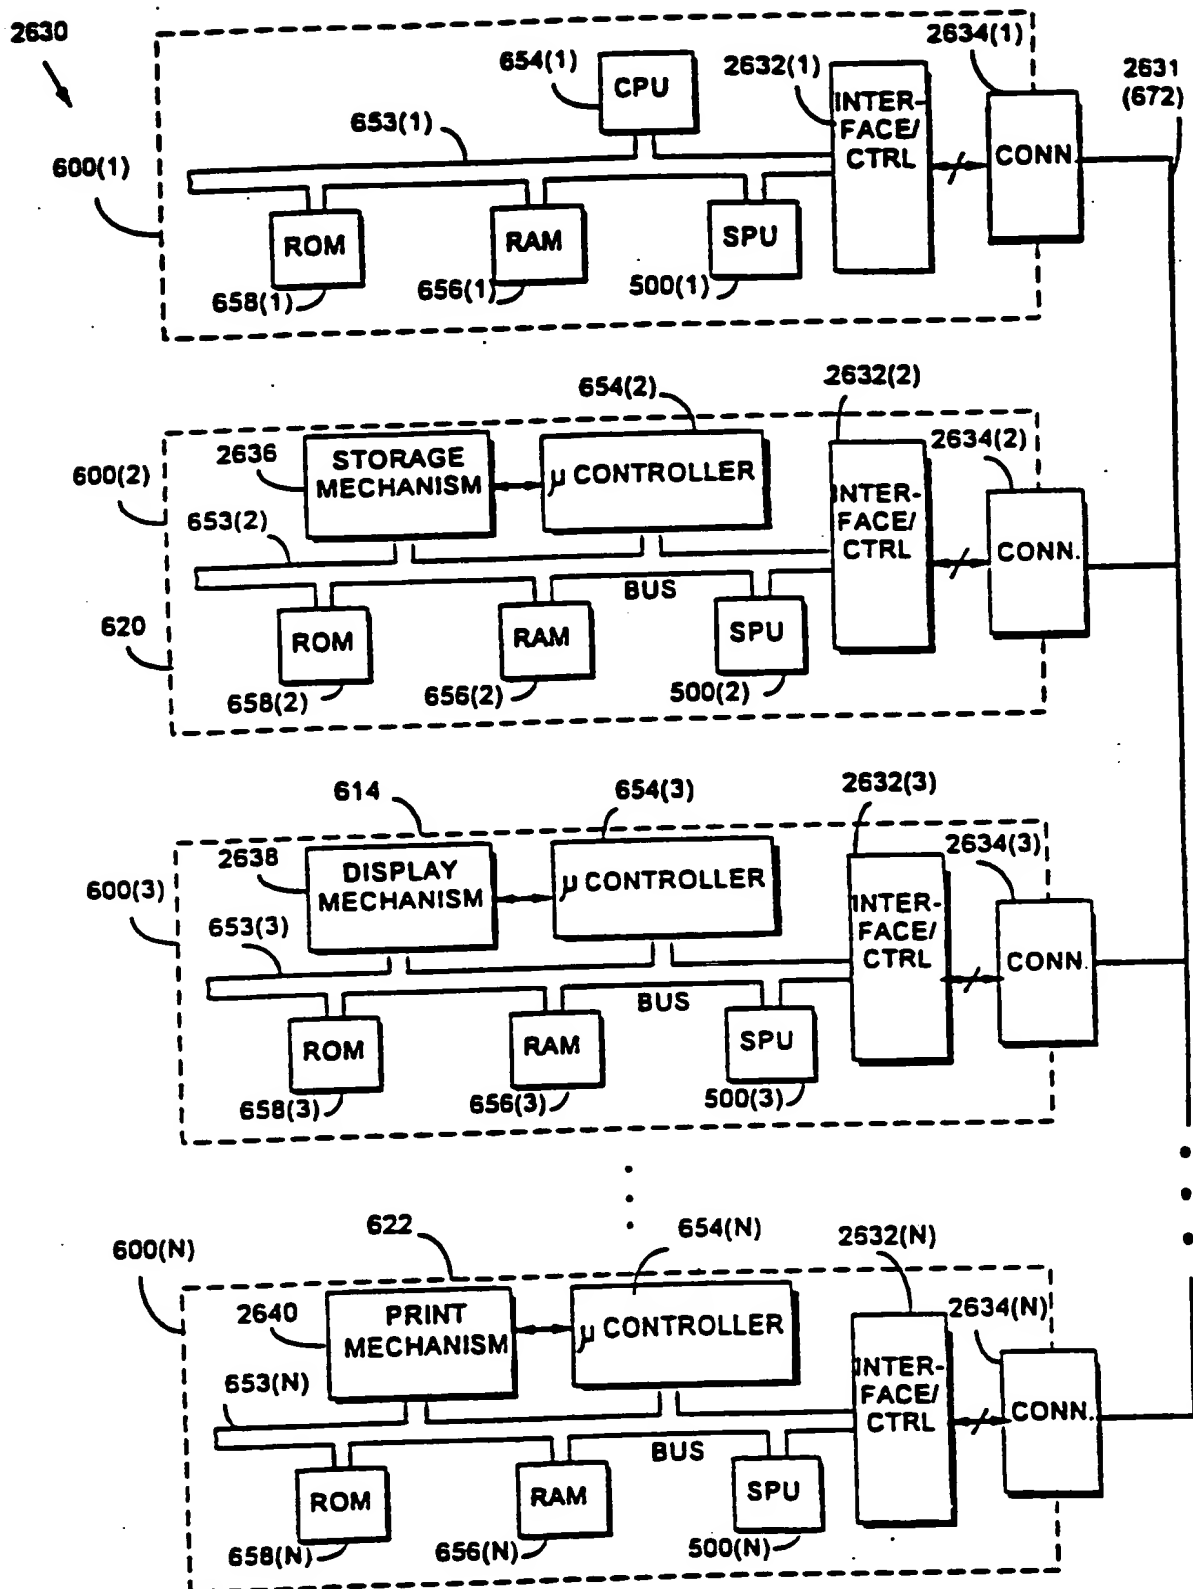 2630
2634(1)
654(1)
2632(1)
2631
(672)
CPU
INTER-
FACE/
CTRL
653(1)
CONN.
600(1)
ROM
RAM
SPU
658(1)
656(1)
500(1)
654(2)
2632(2)
2634(2)
2636
STORAGE
MECHANISM
µ CONTROLLER
600(2)
INTER-
FACE/
CTRL
653(2)
CONN.
BUS
620
ROM
RAM
SPU
658(2)
656(2)
500(2)
614
654(3)
2632(3)
2634(3)
2638
DISPLAY
MECHANISM
µ CONTROLLER
600(3)
INTER-
FACE/
CTRL
653(3)
CONN.
BUS
ROM
RAM
SPU
658(3)
656(3)
500(3)
622
654(N)
2632(N)
600(N)
2634(N)
2640
PRINT
MECHANISM
µ CONTROLLER
INTER-
FACE/
CTRL
653(N)
CONN.
BUS
ROM
RAM
SPU
658(N)
656(N)
500(N)